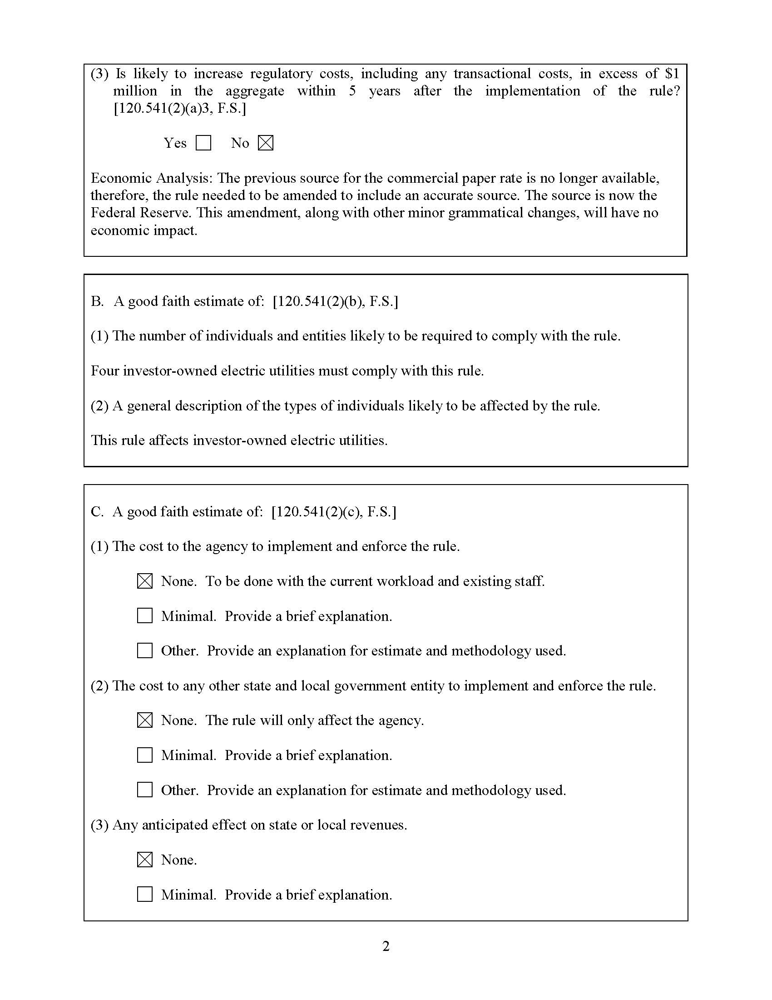 (3) Is likely to increase regulatory costs, including any transactional costs, in excess of $1
million in the aggregate within 5 years after the implementation of the rule?
[120.541(2)(a)3, F.S.]
Yes ☐ No ☒
Economic Analysis: The previous source for the commercial paper rate is no longer available,
therefore, the rule needed to be amended to include an accurate source. The source is now the
Federal Reserve. This amendment, along with other minor grammatical changes, will have no
economic impact.
B. A good faith estimate of: [120.541(2)(b), F.S.]
(1) The number of individuals and entities likely to be required to comply with the rule.
Four investor-owned electric utilities must comply with this rule.
(2) A general description of the types of individuals likely to be affected by the rule.
This rule affects investor-owned electric utilities.
C. A good faith estimate of: [120.541(2)(c), F.S.]
(1) The cost to the agency to implement and enforce the rule.
☒ None. To be done with the current workload and existing staff.
☐ Minimal. Provide a brief explanation.
☐ Other. Provide an explanation for estimate and methodology used.
(2) The cost to any other state and local government entity to implement and enforce the rule.
☒ None. The rule will only affect the agency.
☐ Minimal. Provide a brief explanation.
☐ Other. Provide an explanation for estimate and methodology used.
(3) Any anticipated effect on state or local revenues.
☒ None.
☐ Minimal. Provide a brief explanation.
2